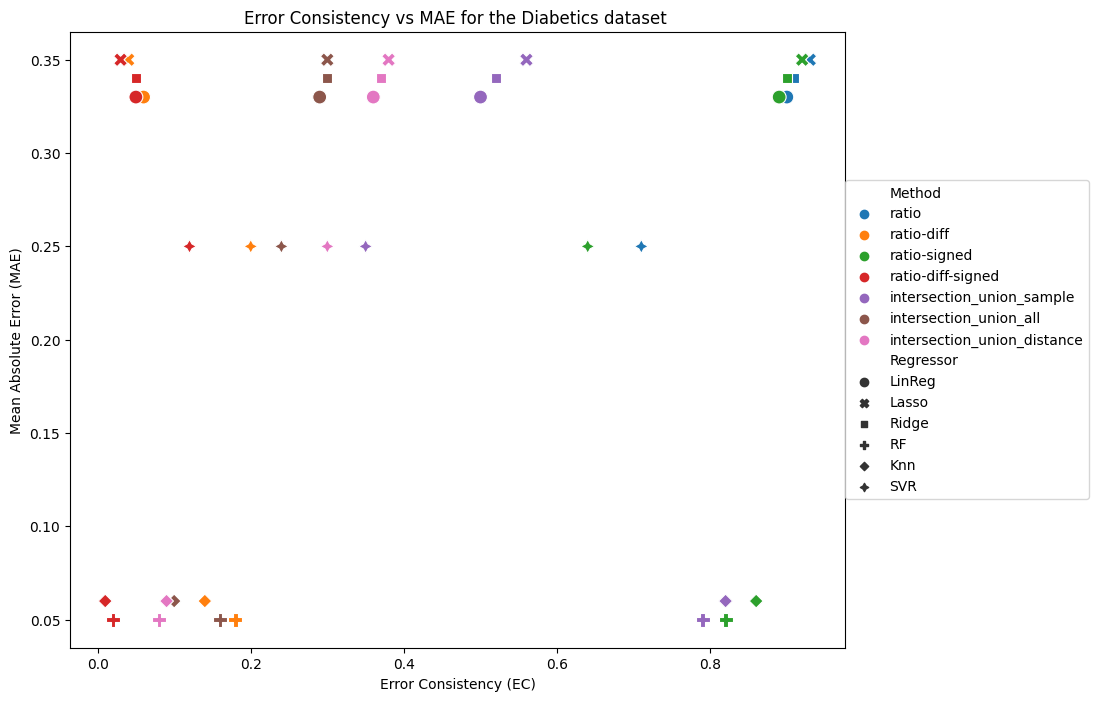 Error Consistency vs MAE for the Diabetics dataset
Mean Absolute Error (MAE)
0.35
0.30
0.25
0.20
0.15
0.10
0.05
0.0
0.2
0.4
0.6
0.8
Error Consistency (EC)
Method
ratio
ratio-diff
ratio-signed
ratio-diff-signed
intersection_union_sample
intersection_union_all
intersection_union_distance
Regressor
LinReg
Lasso
Ridge
RF
Knn
SVR